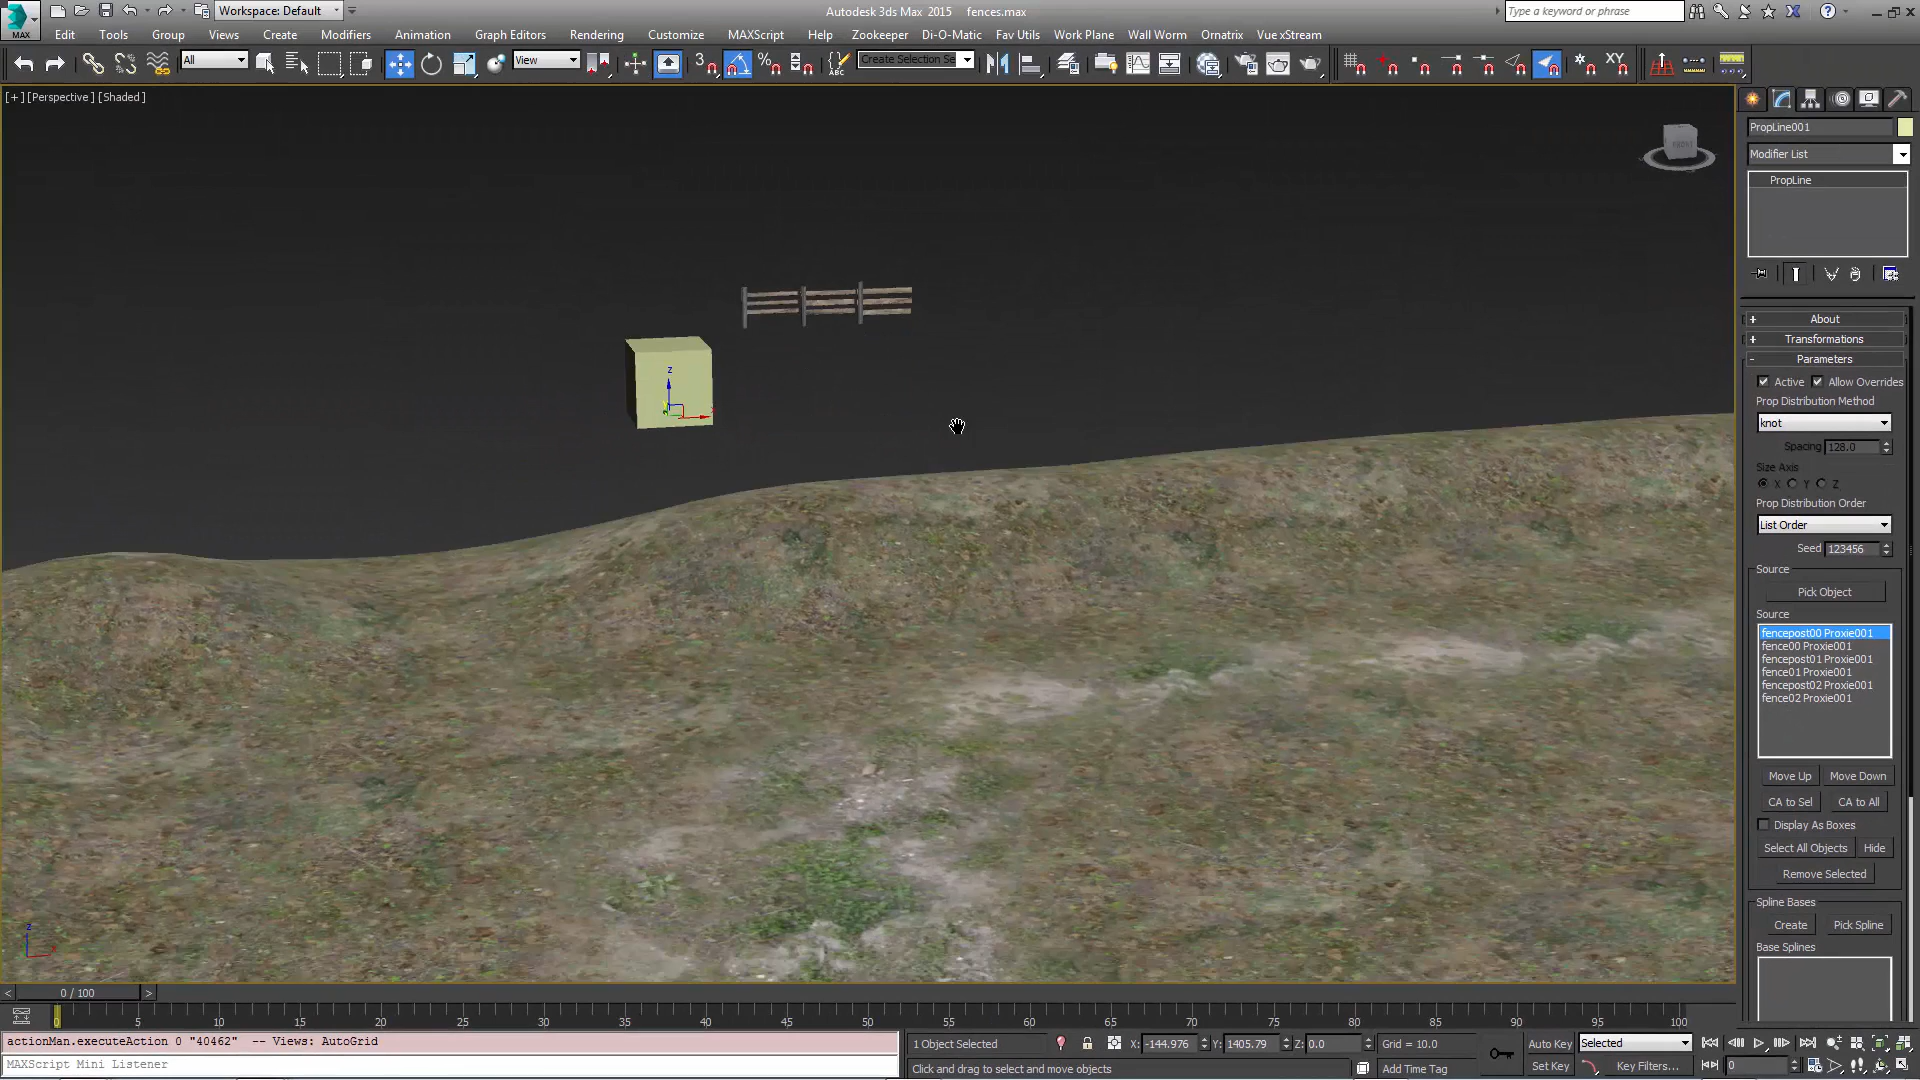 Workspace: Default
Autodesk 3ds Max 2015 fences.max
Type a keyword or phrase
MAX
Edit Tools Group Views Create Modifiers Animation Graph Editors Rendering Customize MAXScript Help Zookeeper Di-O-Matic Fav Utils Work Plane Wall Worm Ornatrix Vue xStream
All
View
3
ABC
Create Selection Se
XY
[+] [Perspective] [Shaded]
PropLine001
Modifier List
PropLine
+ About
+ Transformations
- Parameters
Active Allow Overrides
Prop Distribution Method
knot
Spacing 128.0
Size Axis
X Y Z
Prop Distribution Order
List Order
Seed 123456
Source
Pick Object
Source
fencepost00 Proxie001
fence00 Proxie001
fencepost01 Proxie001
fence01 Proxie001
fencepost02 Proxie001
fence02 Proxie001
Move Up Move Down
CA to Sel CA to All
Display As Boxes
Select All Objects Hide
Remove Selected
Spline Bases
Create Pick Spline
Base Splines
z
z
x
< 0 / 100 >
0 5 10 15 20 25 30 35 40 45 50 55 60 65 70 75 80 85 90 95 100
actionMan.executeAction 0 "40462" -- Views: AutoGrid
MAXScript Mini Listener
1 Object Selected
X: -144.976 Y: 1405.79 Z: 0.0
Grid = 10.0
Auto Key Selected
Click and drag to select and move objects
Add Time Tag
Set Key Key Filters...
0